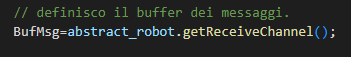 // definisco il buffer dei messaggi.
BufMsg=abstract_robot.getReceiveChannel();